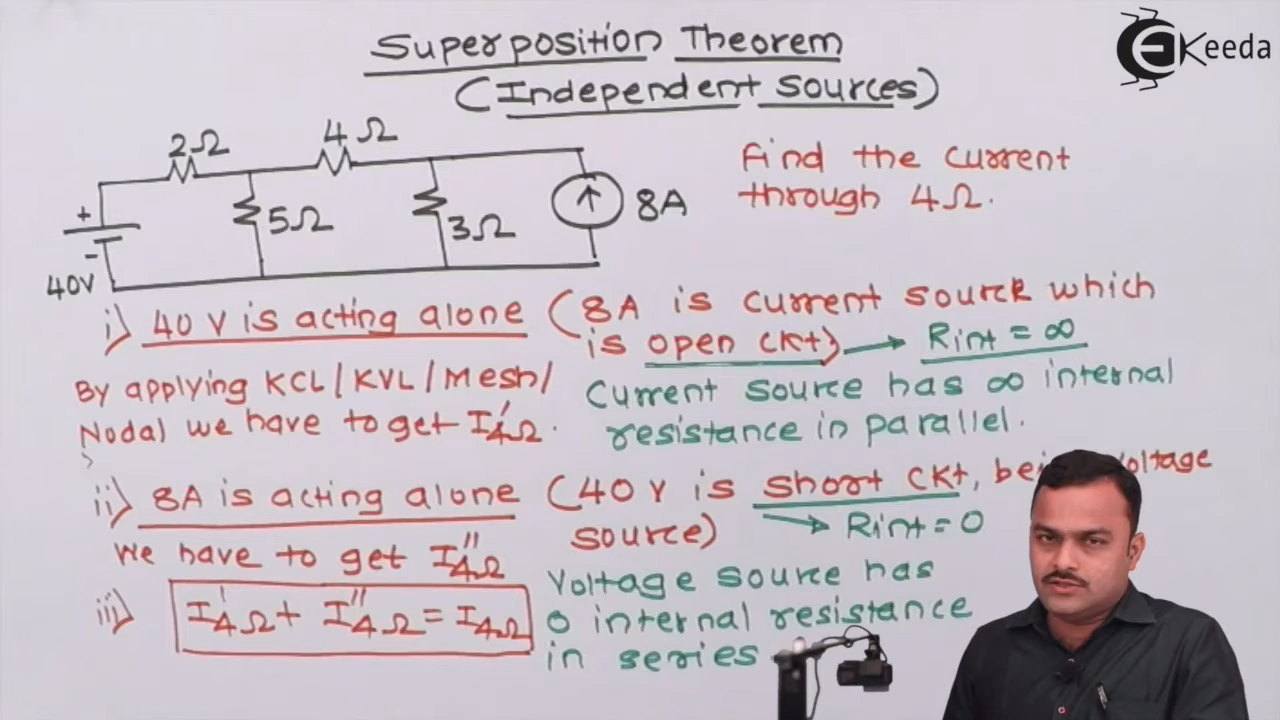 Superposition Theorem
(Independent Sources)
EKeeda
2Ω
4Ω
5Ω
3Ω
8A
+
-
40V
Find the current
through 4Ω.
i) 40 V is acting alone (8A is current source which
is open ckt) → Rint = ∞
By applying KCL/KVL/Mesh/
Nodal we have to get I'4Ω.
Current source has ∞ internal
resistance in parallel.
ii) 8A is acting alone (40 V is short ckt, voltage
source) → Rint = 0
We have to get I"4Ω
iii) I'4Ω + I"4Ω = I4Ω
Voltage source has
0 internal resistance
in series